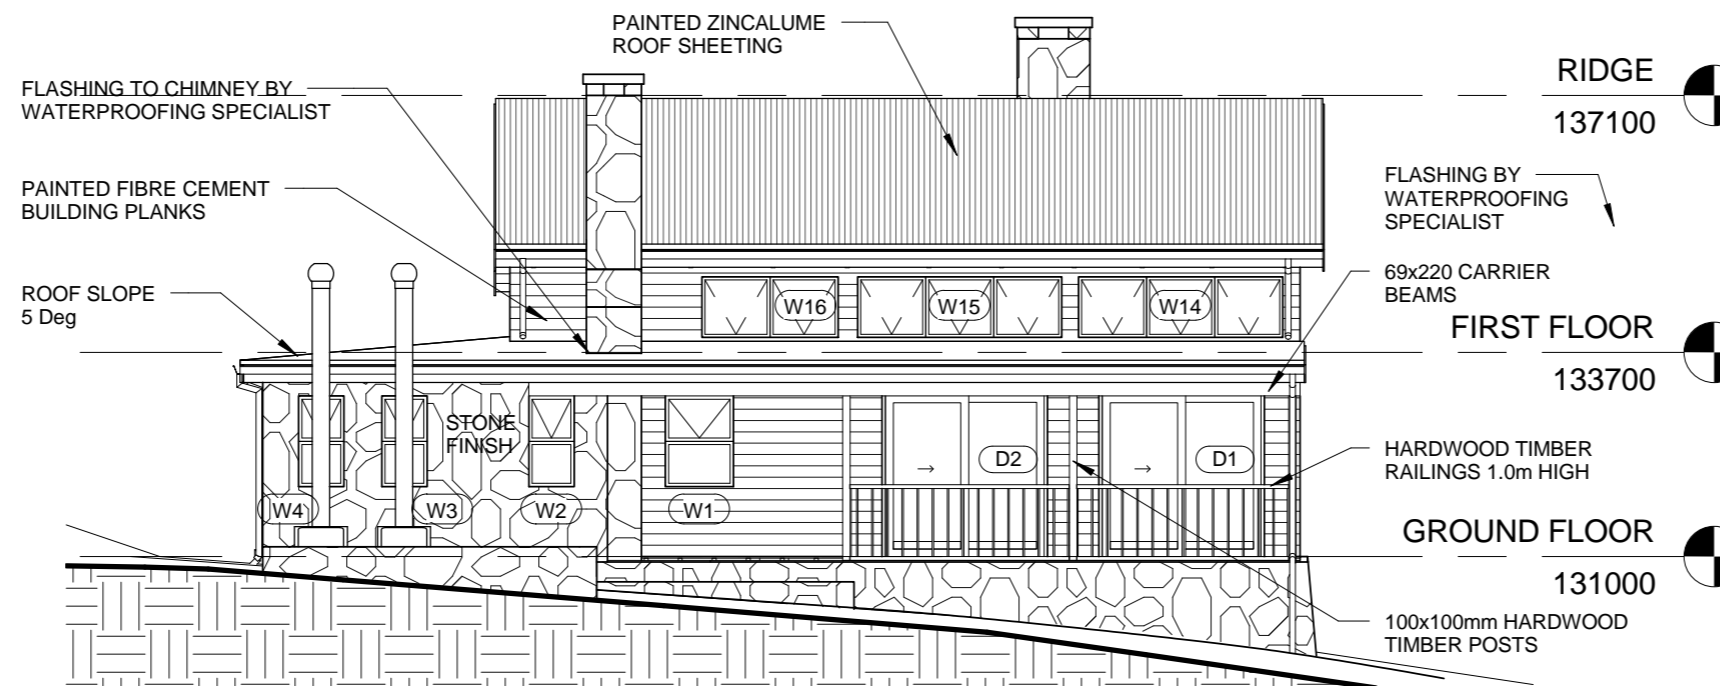 PAINTED ZINCALUME
ROOF SHEETING
FLASHING TO CHIMNEY BY
WATERPROOFING SPECIALIST
PAINTED FIBRE CEMENT
BUILDING PLANKS
ROOF SLOPE
5 Deg
RIDGE
137100
FLASHING BY
WATERPROOFING
SPECIALIST
69x220 CARRIER
BEAMS
FIRST FLOOR
133700
W16
W15
W14
STONE
FINISH
D2
D1
W4
W3
W2
W1
HARDWOOD TIMBER
RAILINGS 1.0m HIGH
GROUND FLOOR
131000
100x100mm HARDWOOD
TIMBER POSTS